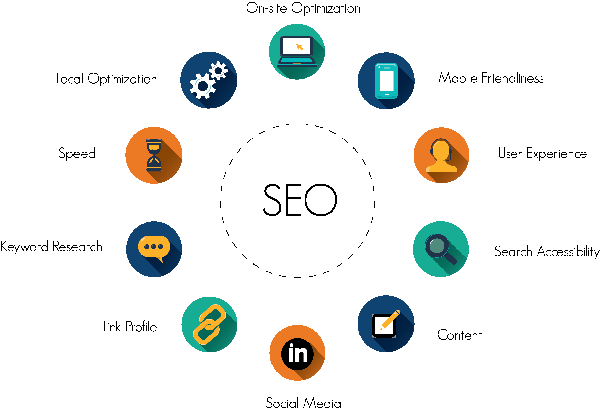 On-site Optimization
Local Optimization
Mobile Friendliness
Speed
User Experience
SEO
Keyword Research
Search Accessibility
Link Profile
Content
in
Social Media